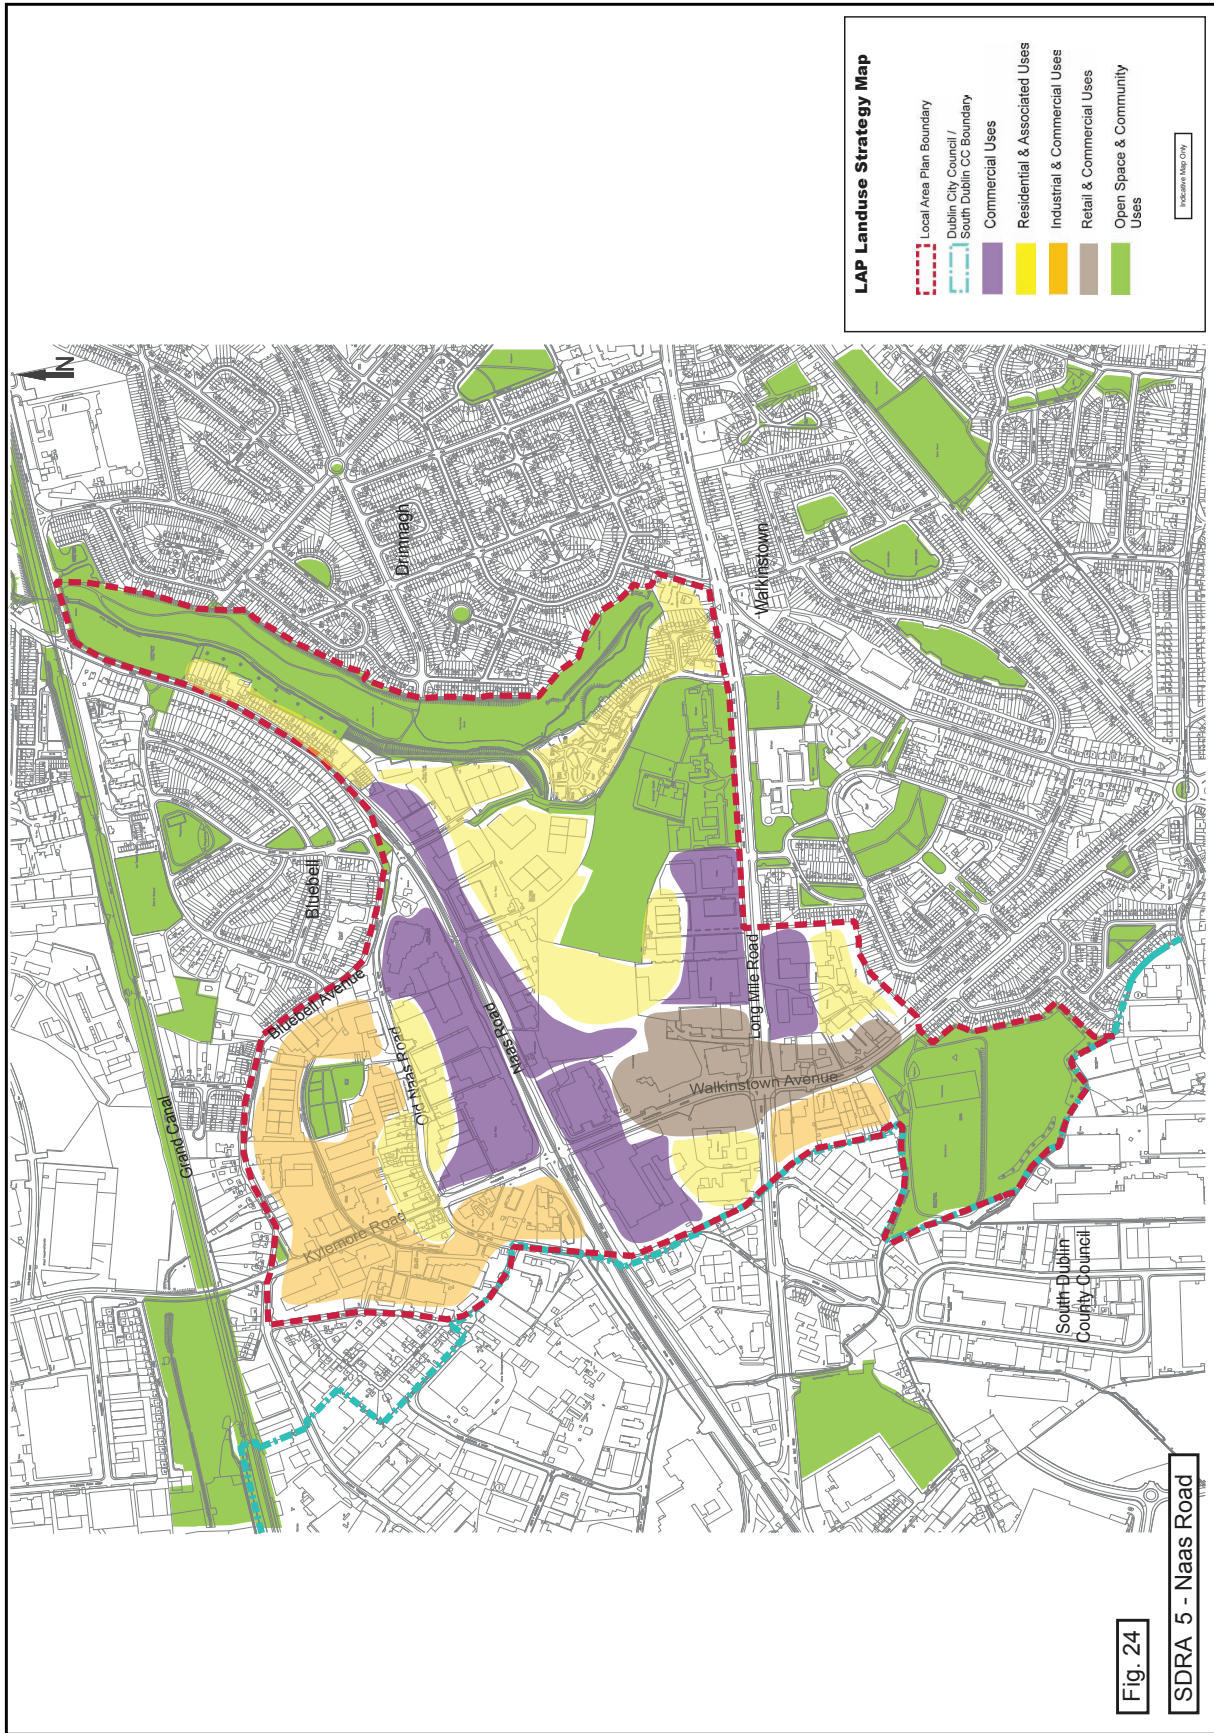 LAP Landuse Strategy Map
Local Area Plan Boundary
Dublin City Council /
South Dublin CC Boundary
Commercial Uses
Residential & Associated Uses
Industrial & Commercial Uses
Retail & Commercial Uses
Open Space & Community
Uses
Indicative Map Only
N
Grand Canal
Bluebell
Bluebell Avenue
Drimnagh
Old Naas Road
Kylemore Road
Naas Road
Long Mile Road
Walkinstown
Walkinstown Avenue
South Dublin
County Council
Fig. 24
SDRA 5 - Naas Road